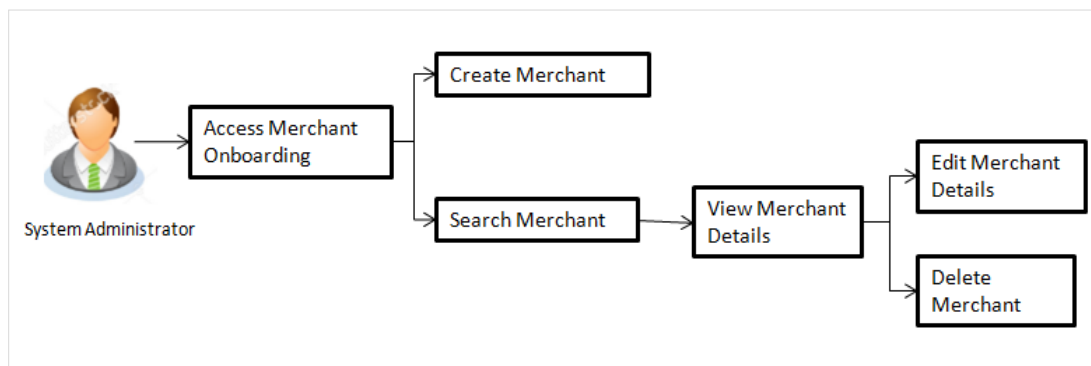 Create Merchant
Access Merchant
Onboarding
Edit Merchant
Details
Search Merchant
View Merchant
Details
System Administrator
Delete
Merchant